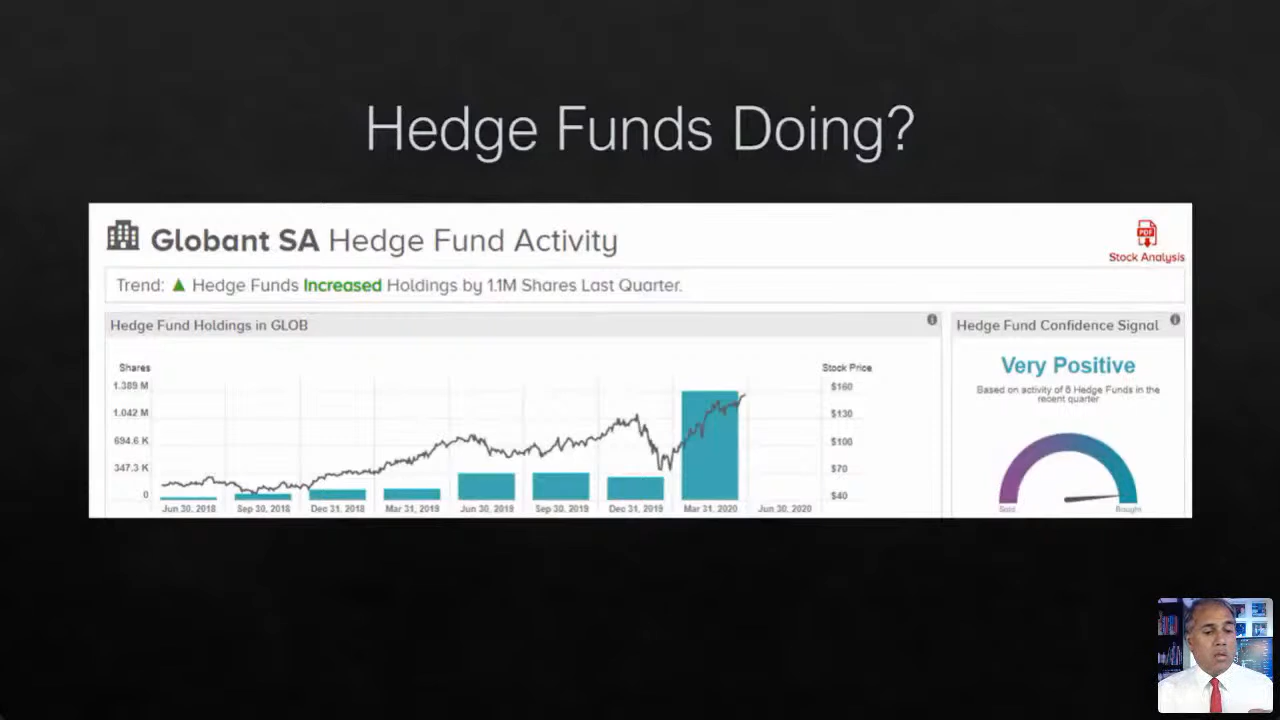 Hedge Funds Doing?
Globant SA Hedge Fund Activity
PDF
Stock Analysis
Trend: ▲ Hedge Funds Increased Holdings by 1.1M Shares Last Quarter.
Hedge Fund Holdings in GLOB
Shares
Stock Price
1.389 M
1.042 M
694.6 K
347.3 K
0
$160
$130
$100
$70
$40
Jun 30, 2018 Sep 30, 2018 Dec 31, 2018 Mar 31, 2019 Jun 30, 2019 Sep 30, 2019 Dec 31, 2019 Mar 31, 2020 Jun 30, 2020
Hedge Fund Confidence Signal
Very Positive
Based on activity of 8 Hedge Funds in the
recent quarter
Sold Bought